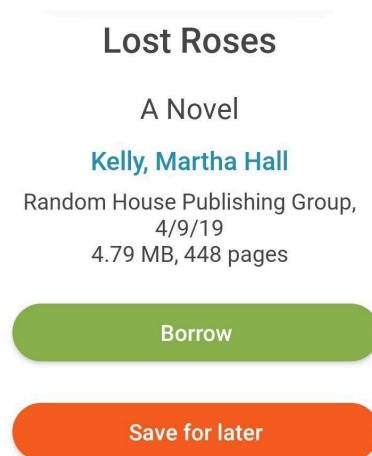 Lost Roses
A Novel
Kelly, Martha Hall
Random House Publishing Group,
4/9/19
4.79 MB, 448 pages
Borrow
Save for later